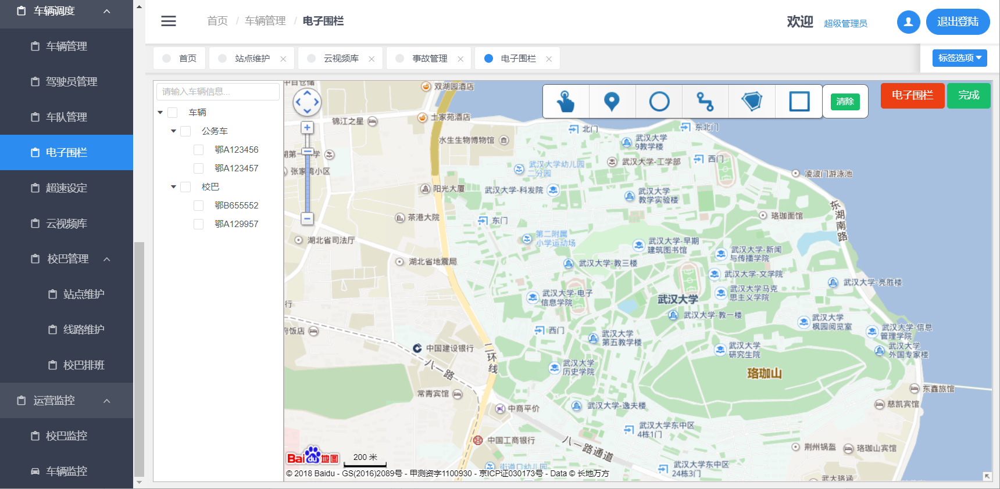 车辆调度
车辆管理
驾驶员管理
车队管理
电子围栏
超速设定
云视频库
校巴管理
站点维护
线路维护
校巴排班
运营监控
校巴监控
车辆监控
首页 / 车辆管理 / 电子围栏
欢迎 超级管理员
退出登陆
首页
站点维护
云视频库
事故管理
电子围栏
标签选项
请输入车辆信息...
车辆
公务车
鄂A123456
鄂A123457
校巴
鄂B655552
鄂A129957
清除
电子围栏
完成
双湖园酒店
锦江之星
土家苑酒店
水生生物博物馆
北门
东北门
武汉大学
9教学楼
武汉大学-工学部
西门
武汉大学幼儿园
二分园
凌波门游泳池
阳光大厦
武汉大学-科发院
武汉大学
教学实验楼
东湖南路
茶港大院
东门
珞珈面馆
湖北省司法厅
第二附属
小学运动场
武汉大学-早期
建筑图书馆
武汉大学-新闻
与传播学院
湖北省地震局
武汉大学-教三楼
武汉大学-文学院
武汉大学-亮胜楼
武汉大学-电子
信息学院
武汉大学
武汉大学马克
思主义学院
武汉大学-教一楼
武汉大学
枫园阅览室
武汉大学-信息
管理学院
西门
武汉大学
第五教学楼
武汉大学
研究生院
武汉大学
外国专家楼
中国建设银行
二环线
八一路
武汉大学
历史学院
珞珈山
常青宾馆
东鑫旅馆
中商平价
武汉大学-逸夫楼
慈凯宾馆
武汉大学东中区
4栋1门
中国工商银行
八一路通道
荆州锅盔
珞珈山宾馆
武汉大学东中区
24栋3门
街道口幼儿园
Bai du 地图
200 米
© 2018 Baidu - GS(2016)2089号 - 甲测资字1100930 - 京ICP证030173号 - Data © 长地万方